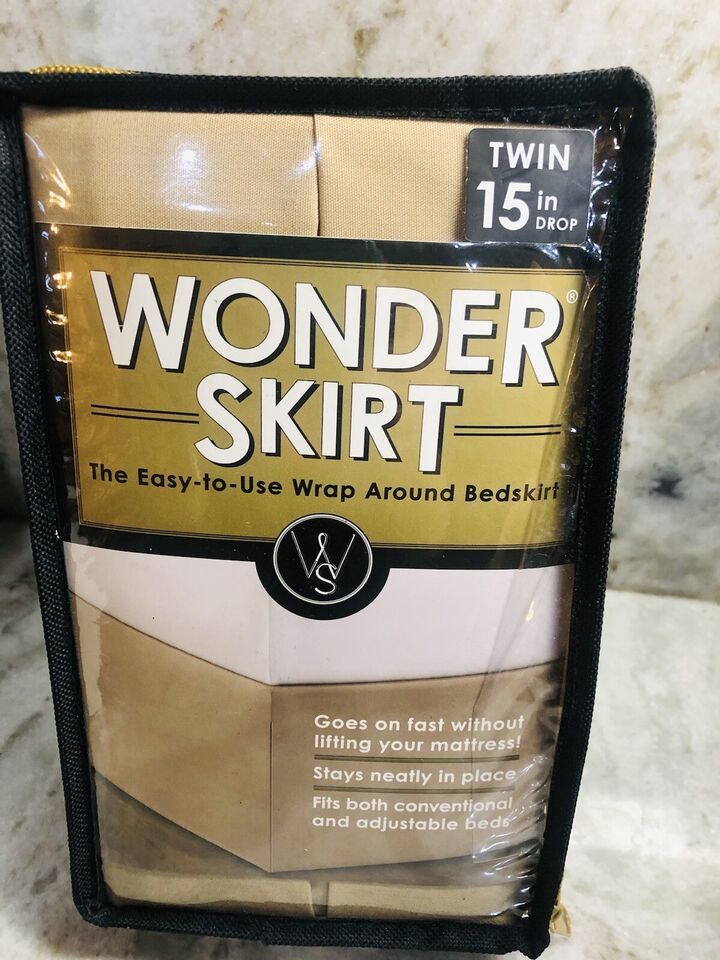 TWIN
15 in
DROP
WONDER®
SKIRT
The Easy-to-Use Wrap Around Bedskirt
WS
Goes on fast without
lifting your mattress!
Stays neatly in place
Fits both conventional
and adjustable beds